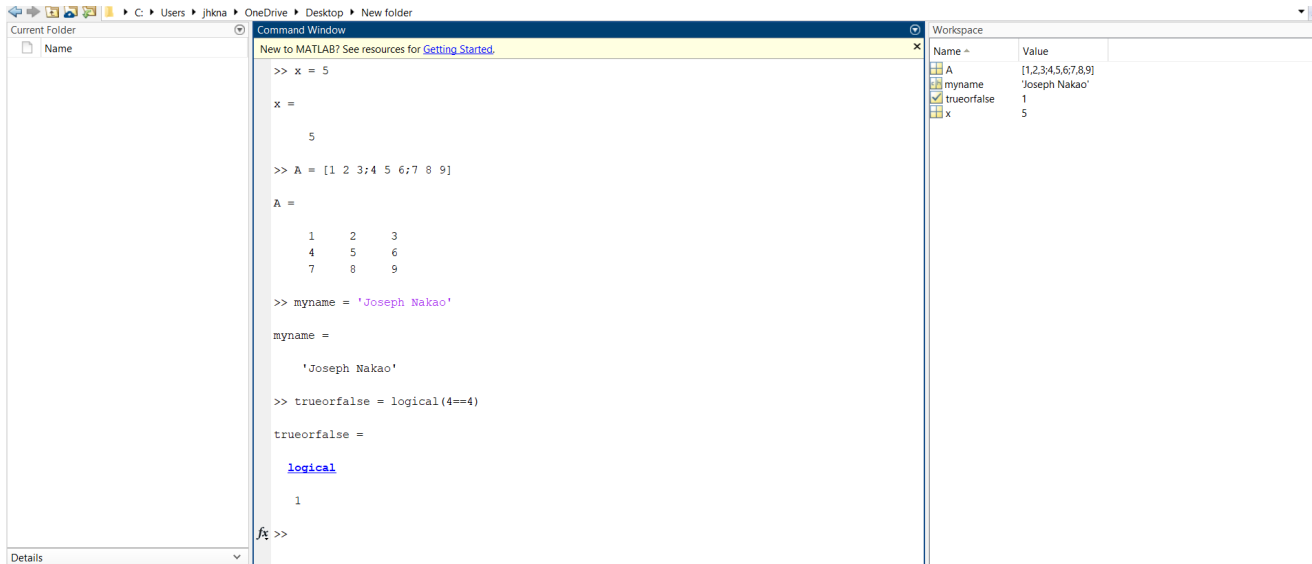 C: Users jhkna OneDrive Desktop New folder
Current Folder
Name
Details
Command Window
New to MATLAB? See resources for Getting Started.
>> x = 5
x =
5
>> A = [1 2 3;4 5 6;7 8 9]
A =
1 2 3
4 5 6
7 8 9
>> myname = 'Joseph Nakao'
myname =
'Joseph Nakao'
>> trueorfalse = logical(4==4)
trueorfalse =
logical
1
fx >>
Workspace
Name Value
A [1,2,3;4,5,6;7,8,9]
myname 'Joseph Nakao'
trueorfalse 1
x 5